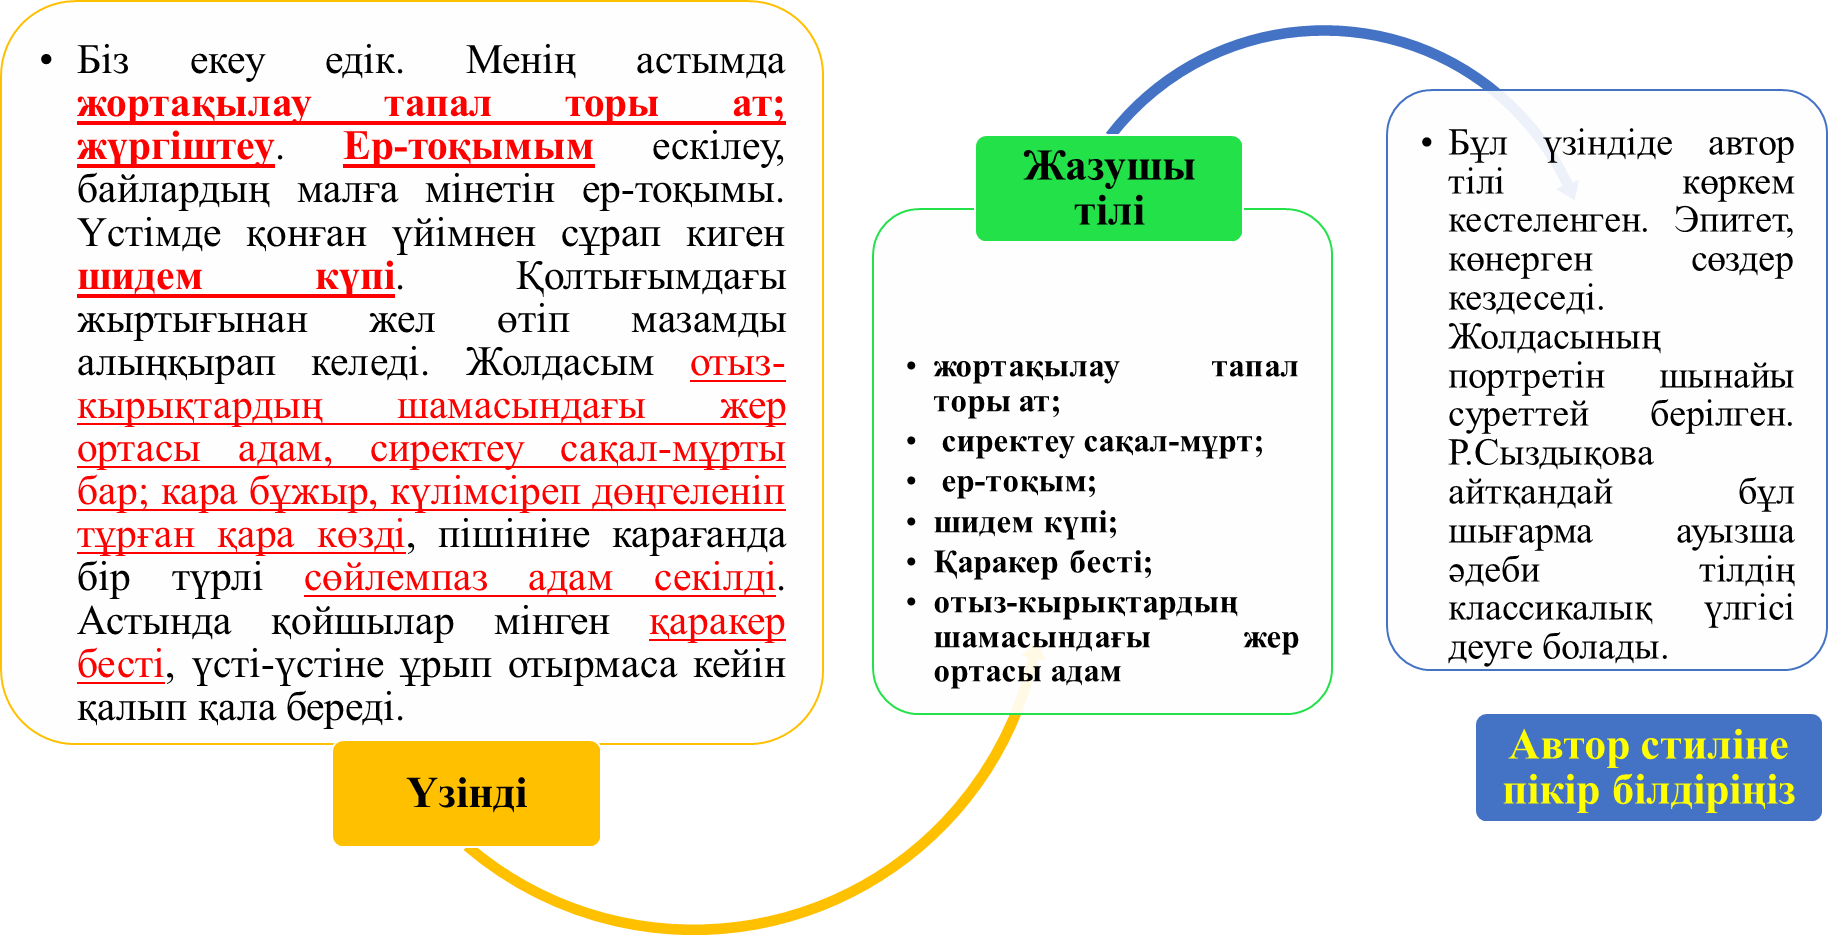 • Біз екеу едік. Менің астымда
жортақылау тапал торы ат;
жүргіштеу. Ер-тоқымым ескілеу,
байлардың малға мінетін ер-тоқымы.
Үстімде қонған үйімнен сұрап киген
шидем күпі. Қолтығымдағы
жыртығынан жел өтіп мазамды
алыңқырап келеді. Жолдасым отыз-
кырықтардың шамасындағы жер
ортасы адам, сиректеу сақал-мұрты
бар; кара бұжыр, күлімсіреп дөңгеленіп
тұрған қара көзді, пішініне карағанда
бір түрлі сөйлемпаз адам секілді.
Астында қойшылар мінген қаракер
бесті, үсті-үстіне ұрып отырмаса кейін
қалып қала береді.
Үзінді
Жазушы
тілі
• жортақылау тапал
торы ат;
• сиректеу сақал-мұрт;
• ер-тоқым;
• шидем күпі;
• Қаракер бесті;
• отыз-кырықтардың
шамасындағы жер
ортасы адам
• Бұл үзіндіде автор
тілі көркем
кестеленген. Эпитет,
көнерген сөздер
кездеседі.
Жолдасының
портретін шынайы
суреттей берілген.
Р.Сыздықова
айтқандай бұл
шығарма ауызша
әдеби тілдің
классикалық үлгісі
деуге болады.
Автор стиліне
пікір білдіріңіз